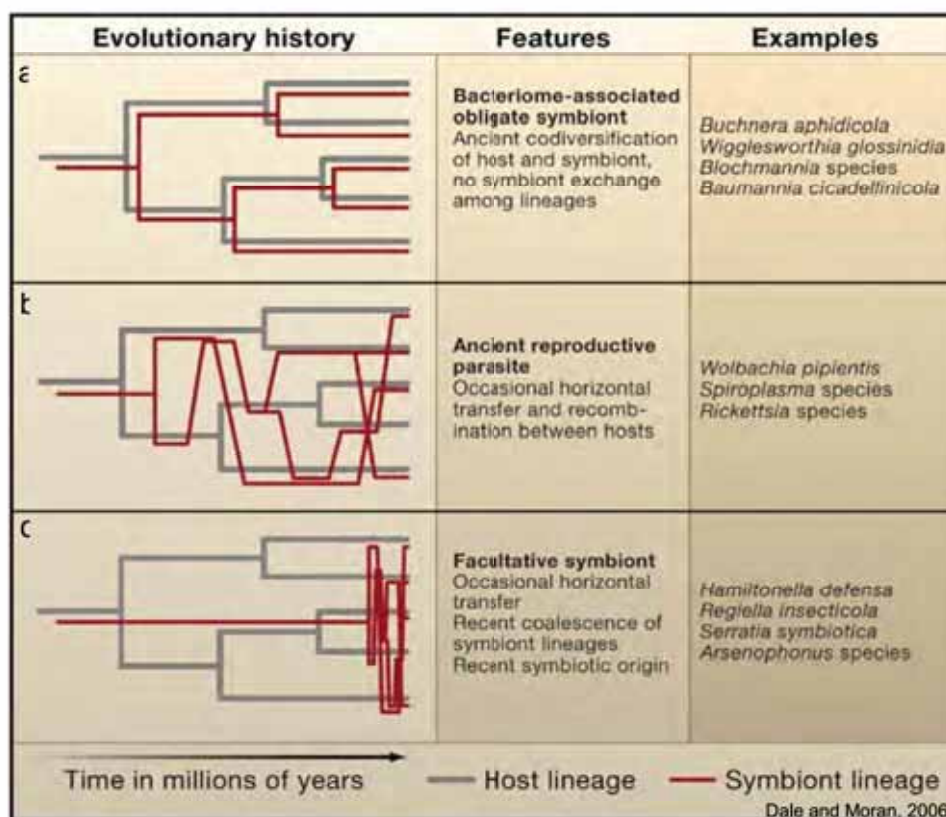 Evolutionary history
Features
Examples
a
Bacteriome-associated
obligate symbiont
Ancient codiversification
of host and symbiont,
no symbiont exchange
among lineages
Buchnera aphidicola
Wigglesworthia glossinidia
Blochmannia species
Baumannia cicadellinicola
b
Ancient reproductive
parasite
Occasional horizontal
transfer and recomb-
ination between hosts
Wolbachia pipientis
Spiroplasma species
Rickettsia species
c
Facultative symbiont
Occasional horizontal
transfer
Recent coalescence of
symbiont lineages
Recent symbiotic origin
Hamiltonella defensa
Regiella insecticola
Serratia symbiotica
Arsenophonus species
Time in millions of years
Host lineage
Symbiont lineage
Dale and Moran, 2006